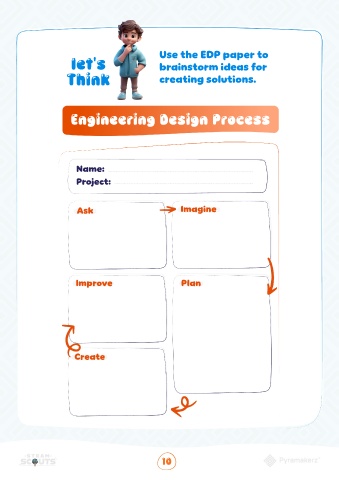 let's
Think
Use the EDP paper to
brainstorm ideas for
creating solutions.
Engineering Design Process
Name:
Project:
Ask
Imagine
Improve
Plan
Create
SCOUTS
10
Pyramakerz